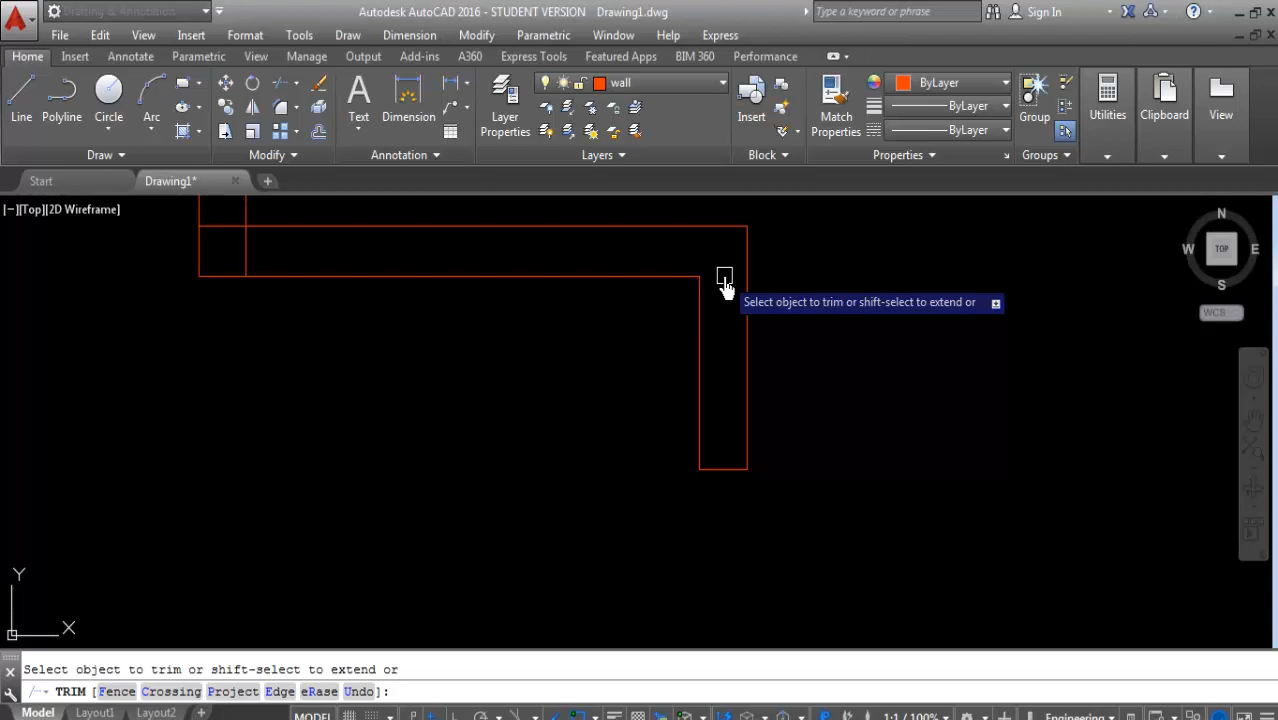 Drafting & Annotation
Autodesk AutoCAD 2016 - STUDENT VERSION Drawing1.dwg
Type a keyword or phrase
Sign In
File Edit View Insert Format Tools Draw Dimension Modify Parametric Window Help Express
Home Insert Annotate Parametric View Manage Output Add-ins A360 Express Tools Featured Apps BIM 360 Performance
wall
ByLayer
ByLayer
ByLayer
Line Polyline Circle Arc
Text Dimension
Layer Properties
Insert
Match Properties
Group
Utilities Clipboard View
Draw Modify Annotation Layers Block Properties Groups
Start Drawing1*
[−][Top][2D Wireframe]
N
W TOP E
S
WCS
Select object to trim or shift-select to extend or
Y
X
Select object to trim or shift-select to extend or
TRIM [Fence Crossing Project Edge eRase Undo]:
Model Layout1 Layout2 +
MODEL 1:1 / 100% Engineering